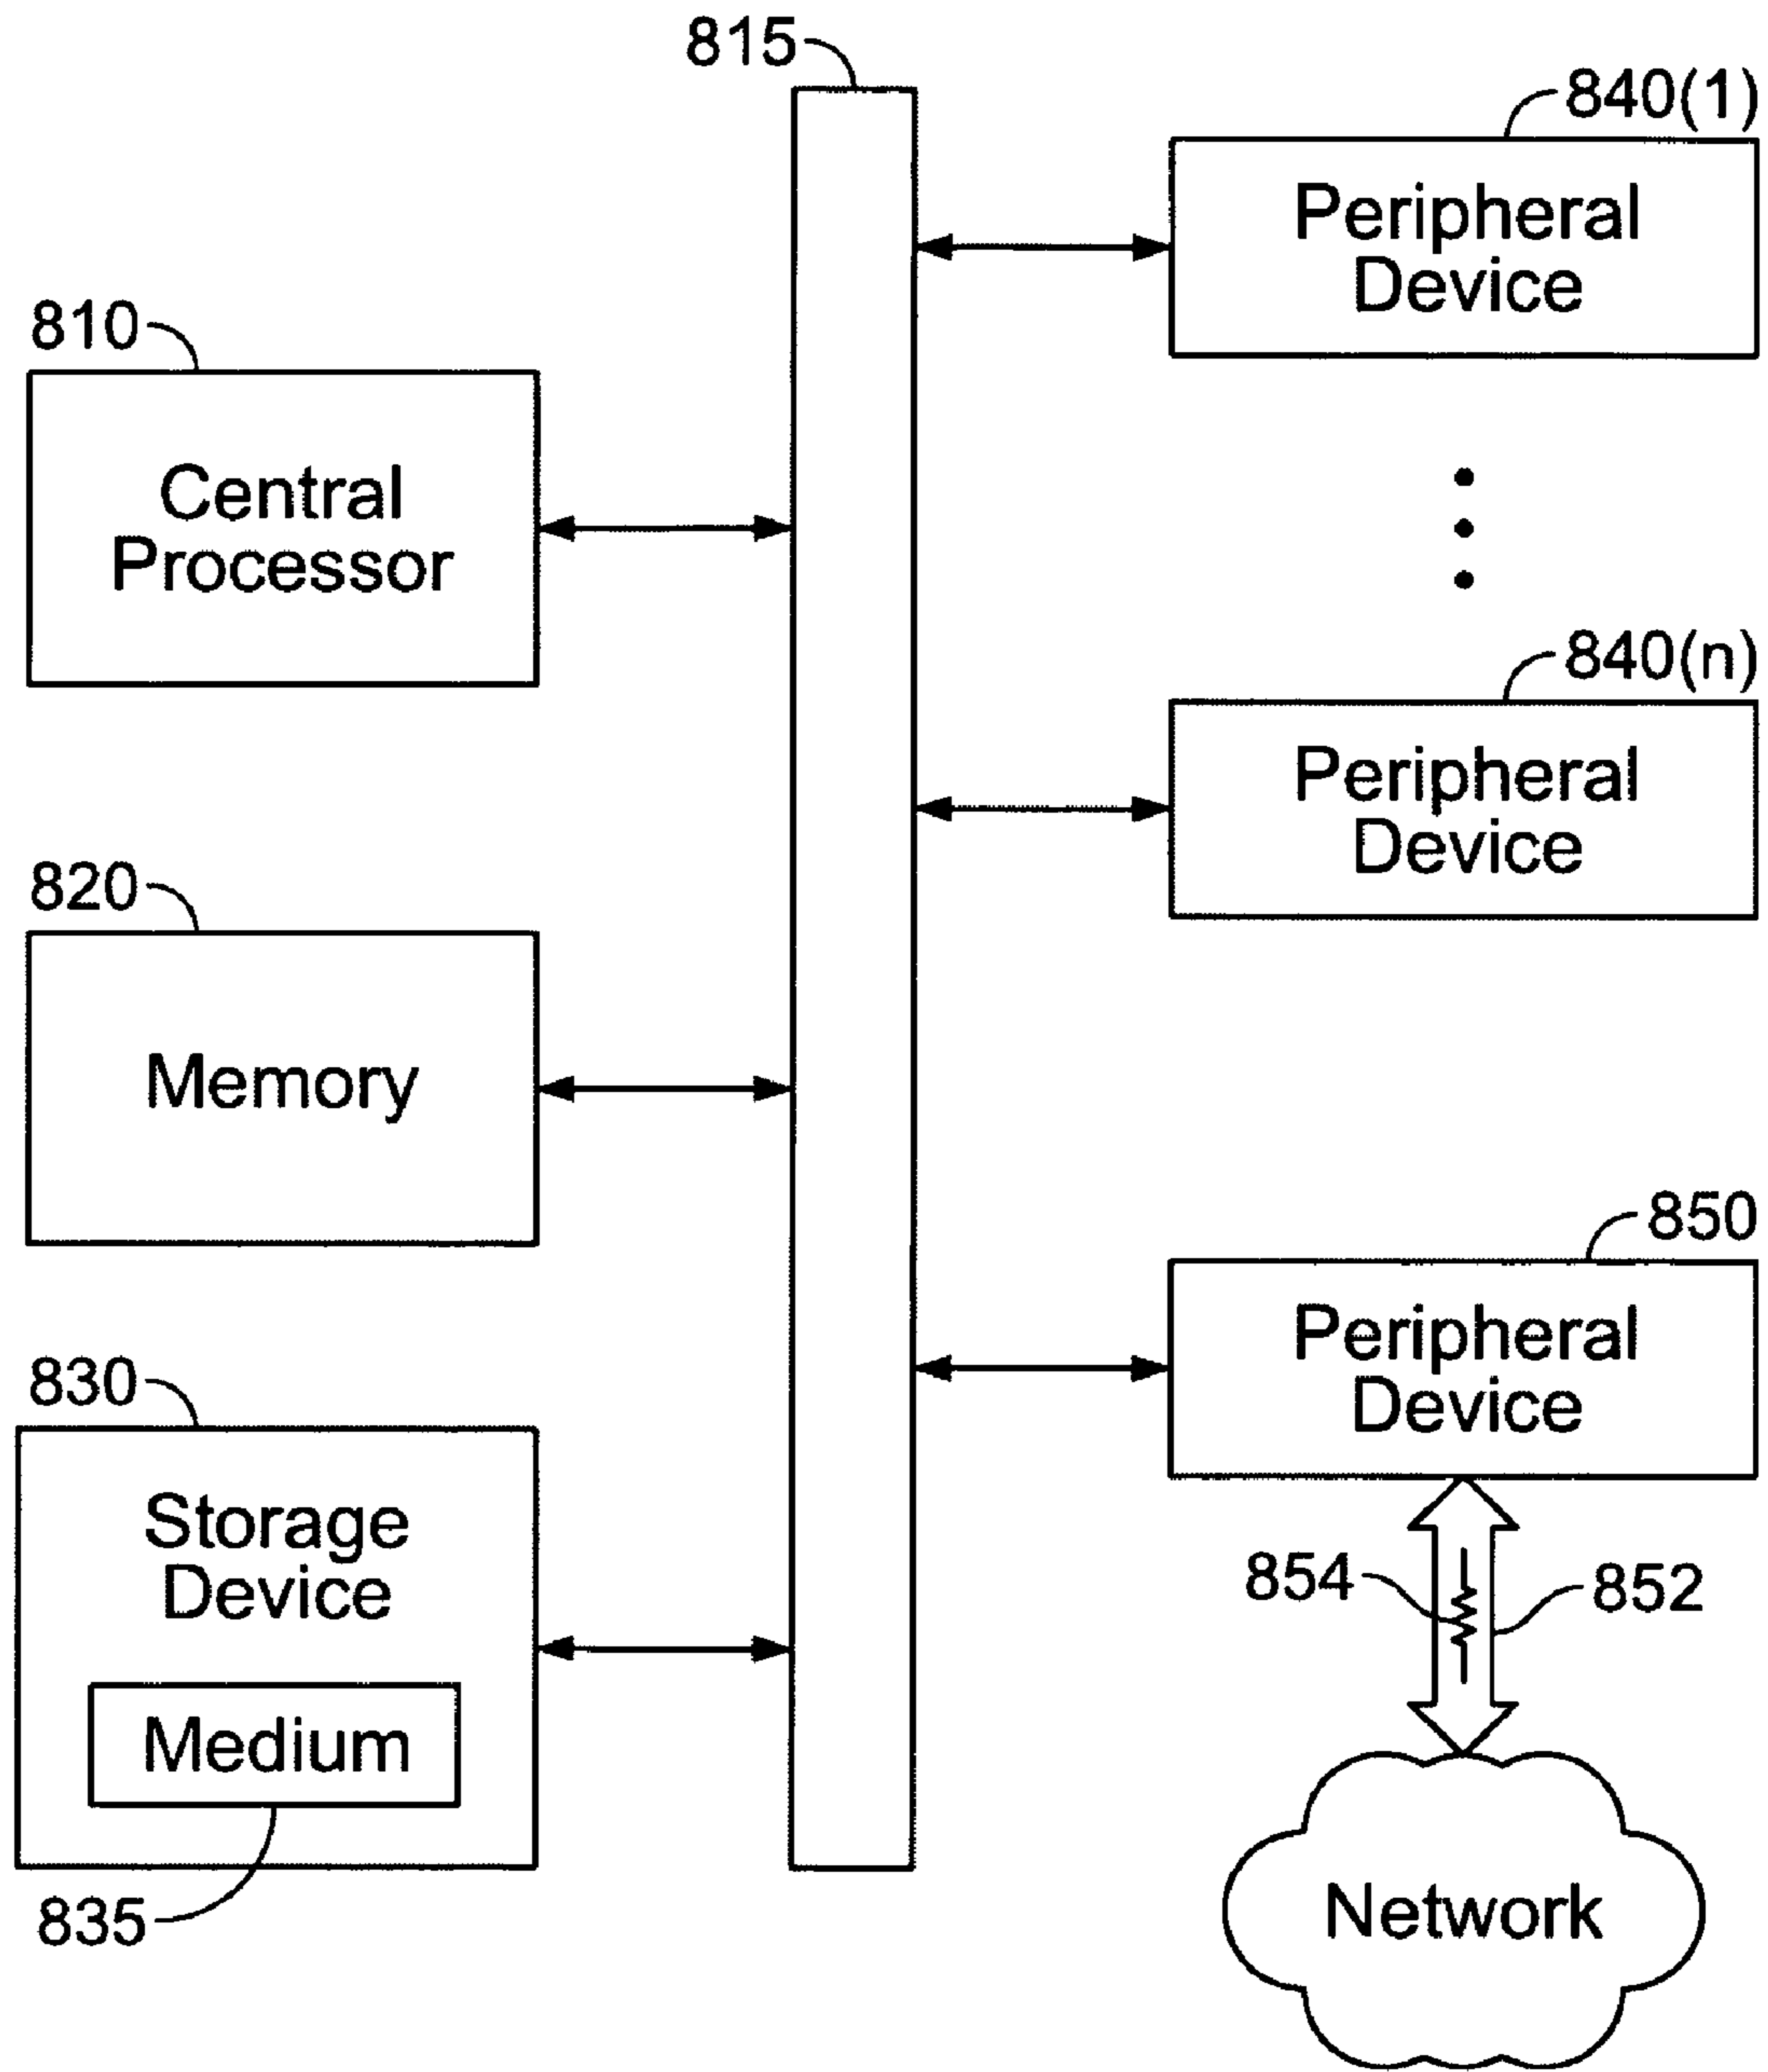 815
840(1)
Peripheral
Device
810
Central
Processor
840(n)
Peripheral
Device
820
Memory
850
Peripheral
Device
830
Storage
Device
854
852
Medium
835
Network